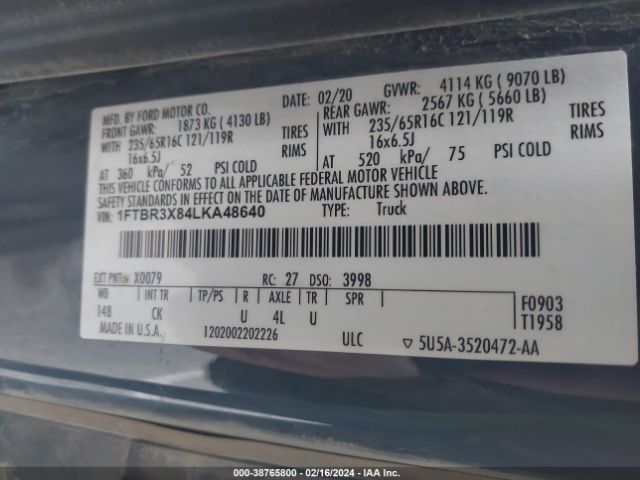 MFD. BY FORD MOTOR CO. DATE: 02/20 GVWR: 4114 KG ( 9070 LB)
FRONT GAWR: 1873 KG ( 4130 LB) REAR GAWR: 2567 KG ( 5660 LB)
WITH 235/65R16C 121/119R TIRES WITH 235/65R16C 121/119R TIRES
16x6.5J RIMS 16x6.5J RIMS
AT 360 kPa/ 52 PSI COLD AT 520 kPa/ 75 PSI COLD
THIS VEHICLE CONFORMS TO ALL APPLICABLE FEDERAL MOTOR VEHICLE
SAFETY STANDARDS IN EFFECT ON THE DATE OF MANUFACTURE SHOWN ABOVE.
VIN: 1FTBR3X84LKA48640 TYPE: Truck
EXT PNT: X0079 RC: 27 DSO: 3998
WB INT TR TP/PS R AXLE TR SPR F0903
148 CK U 4L U T1958
MADE IN U.S.A. 1202002202226 ULC ▽ 5U5A-3520472-AA
000-38765800 - 02/16/2024 - IAA Inc.